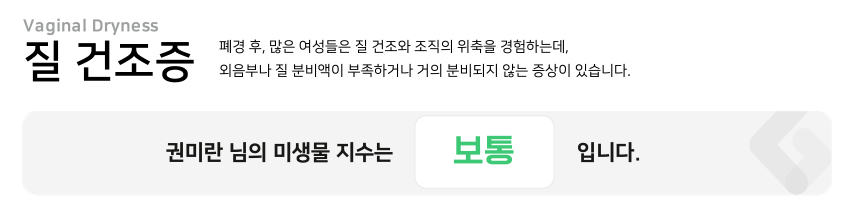 Vaginal Dryness
질 건조증
폐경 후, 많은 여성들은 질 건조와 조직의 위축을 경험하는데,
외음부나 질 분비액이 부족하거나 거의 분비되지 않는 증상이 있습니다.
권미란 님의 미생물 지수는 보통 입니다.